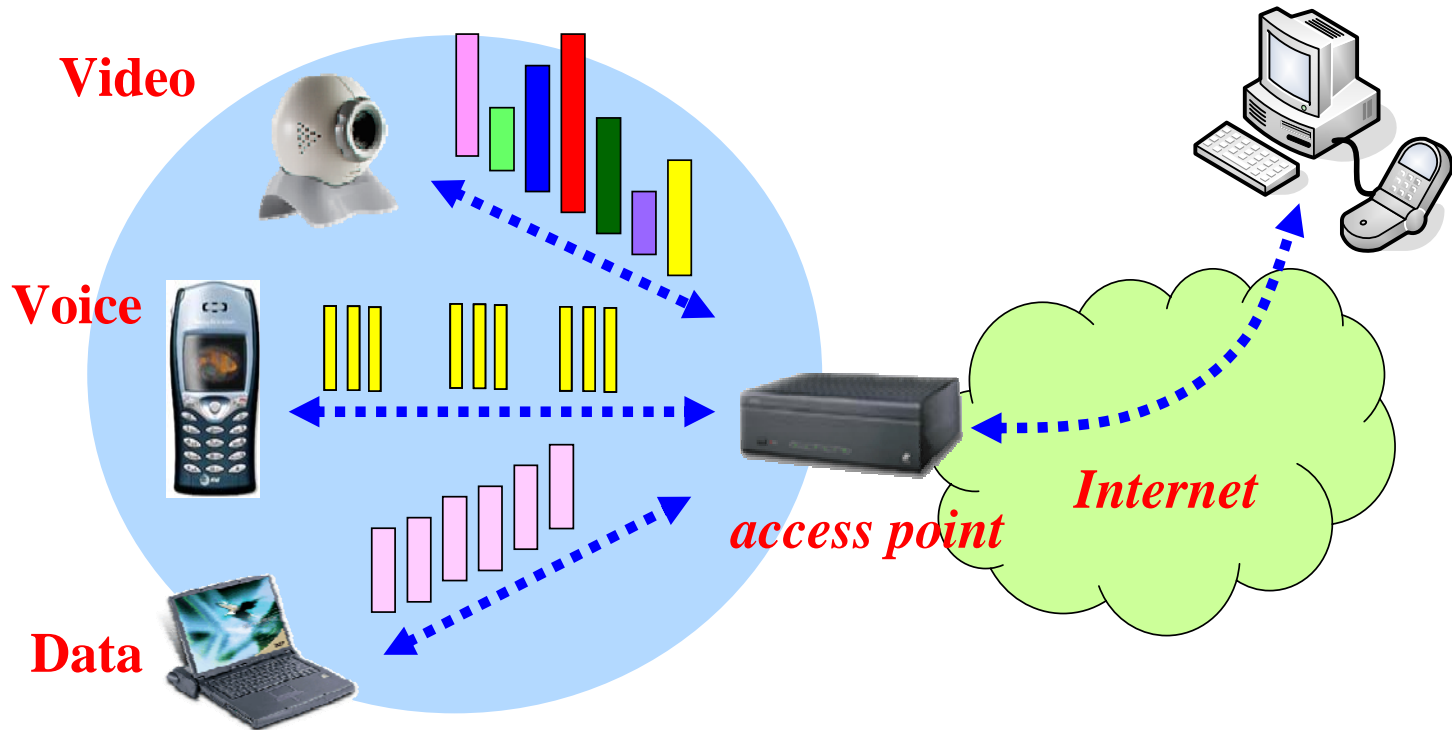 Video
Voice
Data
access point
Internet